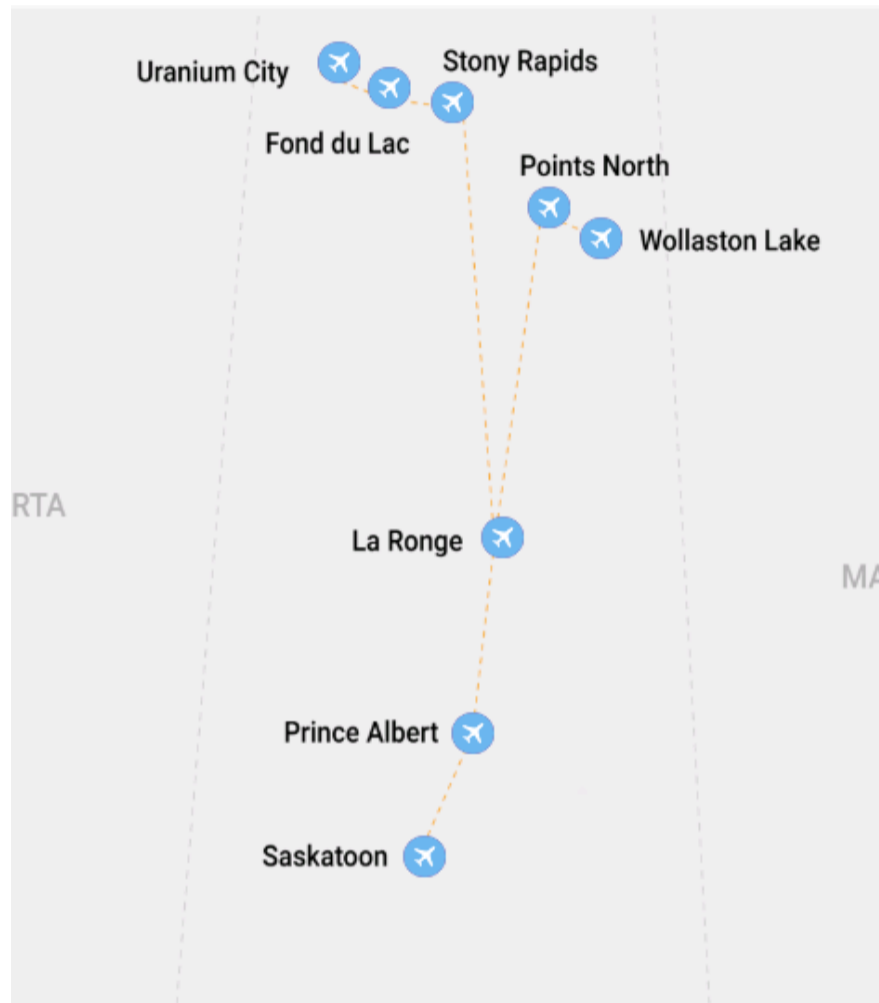 Stony Rapids
Uranium City
Fond du Lac
Points North
Wollaston Lake
RTA
La Ronge
MA
Prince Albert
Saskatoon